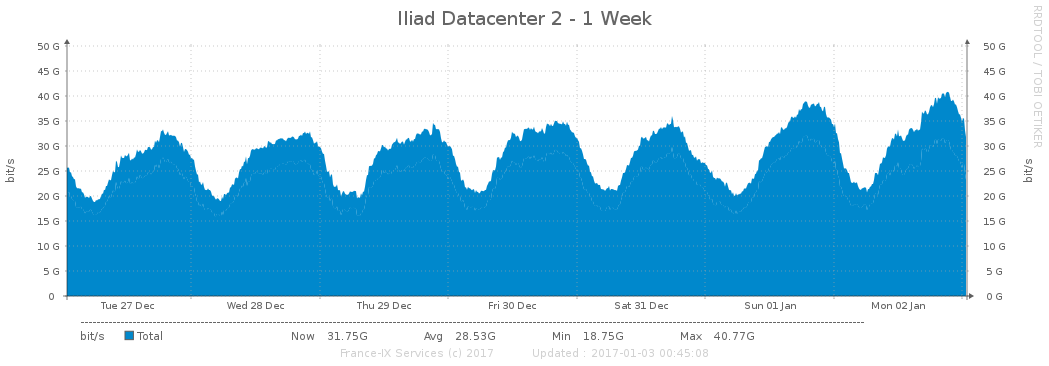 Iliad Datacenter 2 - 1 Week
RRDTOOL / TOBI OETIKER
bit/s
50 G
45 G
40 G
35 G
30 G
25 G
20 G
15 G
10 G
5 G
0
50 G
45 G
40 G
35 G
30 G
25 G
20 G
15 G
10 G
5 G
0 G
bit/s
Tue 27 Dec Wed 28 Dec Thu 29 Dec Fri 30 Dec Sat 31 Dec Sun 01 Jan Mon 02 Jan
bit/s Total Now 31.75G Avg 28.53G Min 18.75G Max 40.77G
France-IX Services (c) 2017 Updated : 2017-01-03 00:45:08